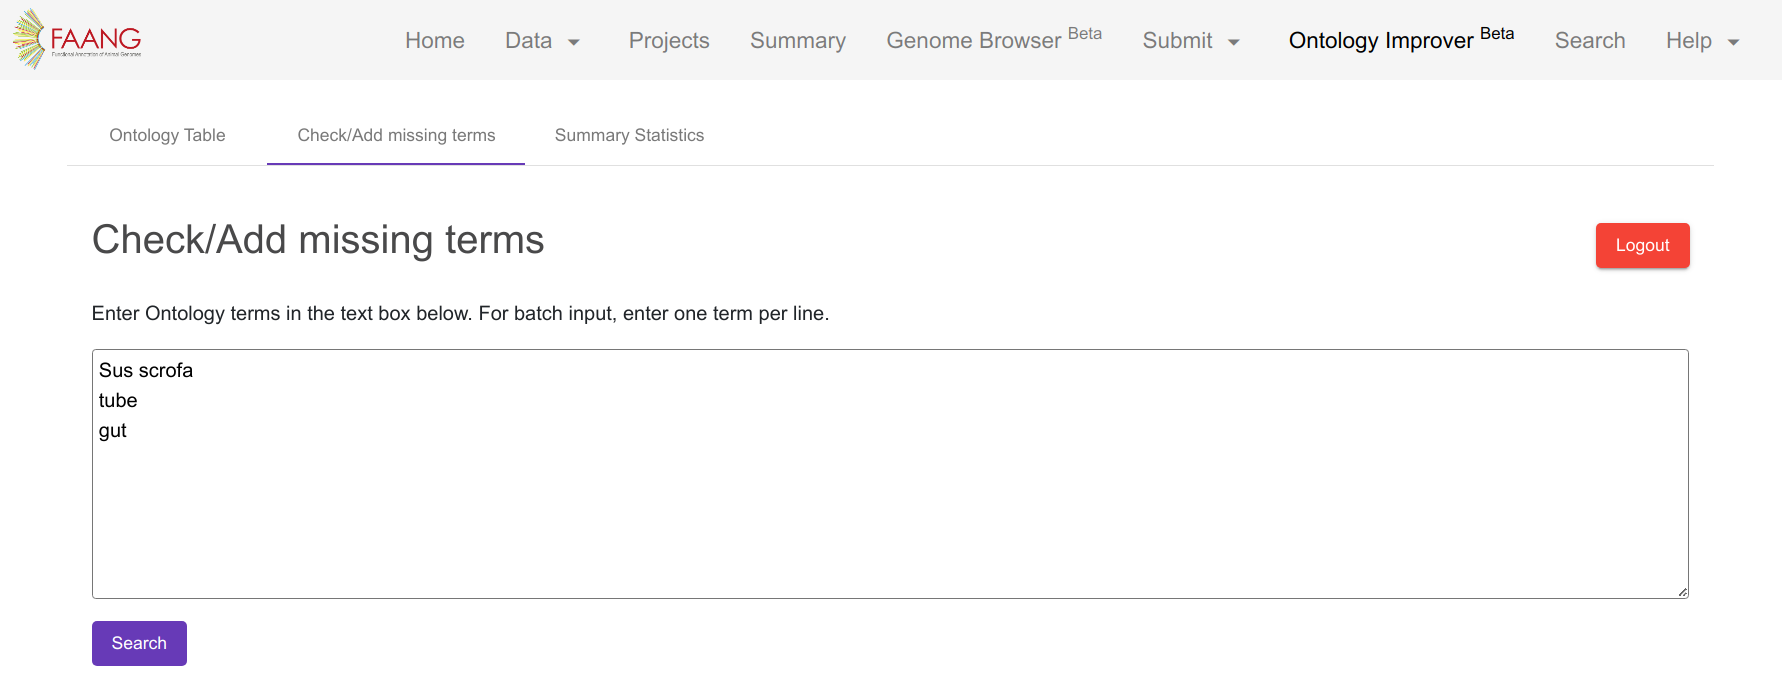 FAANG
Functional Annotation of Animal Genomes
Home Data Projects Summary Genome Browser Beta Submit Ontology Improver Beta Search Help
Ontology Table Check/Add missing terms Summary Statistics
Check/Add missing terms
Logout
Enter Ontology terms in the text box below. For batch input, enter one term per line.
Sus scrofa
tube
gut
Search